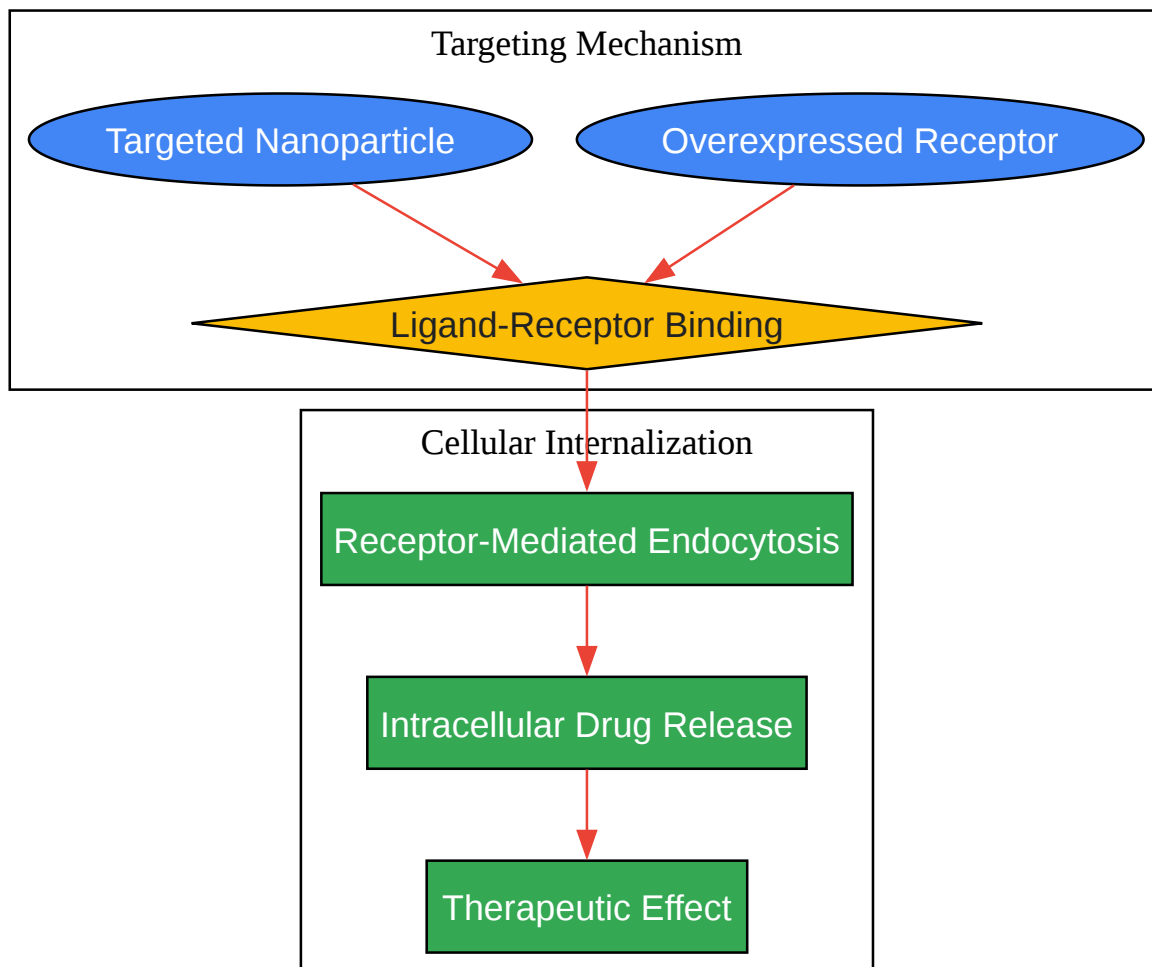 Targeting Mechanism
Targeted Nanoparticle
Overexpressed Receptor
Ligand-Receptor Binding
Cellular Internalization
Receptor-Mediated Endocytosis
Intracellular Drug Release
Therapeutic Effect